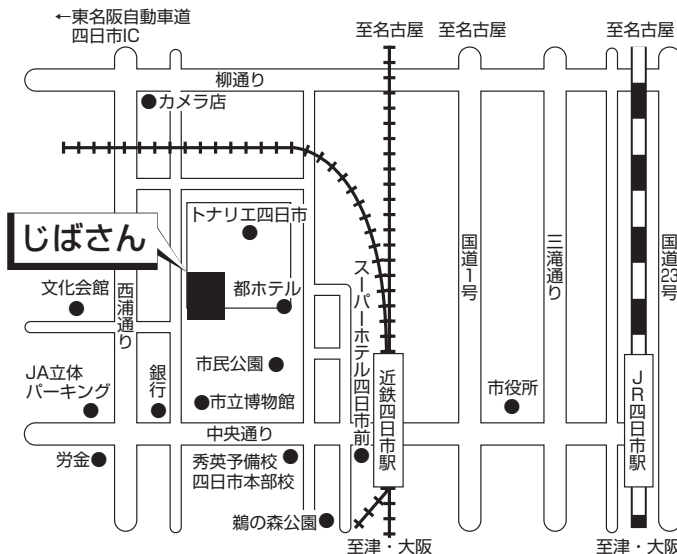 ←東名阪自動車道
四日市IC
至名古屋
至名古屋
至名古屋
柳通り
カメラ店
トナリエ四日市
じばさん
文化会館
西浦通り
都ホテル
スーパーホテル四日市前
国道1号
三滝通り
国道23号
市民公園
JA立体
パーキング
銀行
市立博物館
近鉄四日市駅
市役所
JR四日市駅
中央通り
労金
秀英予備校
四日市本部校
鵜の森公園
至津・大阪
至津・大阪